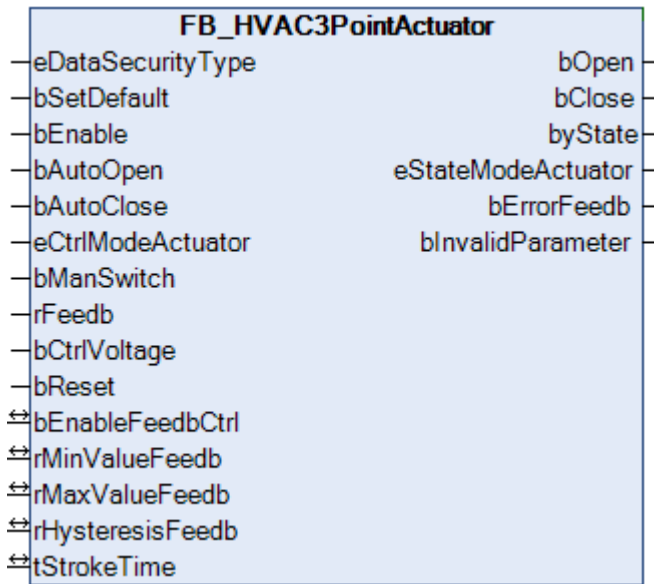 FB_HVAC3PointActuator
eDataSecurityType bOpen
bSetDefault bClose
bEnable byState
bAutoOpen eStateModeActuator
bAutoClose bErrorFeedb
eCtrlModeActuator bInvalidParameter
bManSwitch
rFeedb
bCtrlVoltage
bReset
bEnableFeedbCtrl
rMinValueFeedb
rMaxValueFeedb
rHysteresisFeedb
tStrokeTime